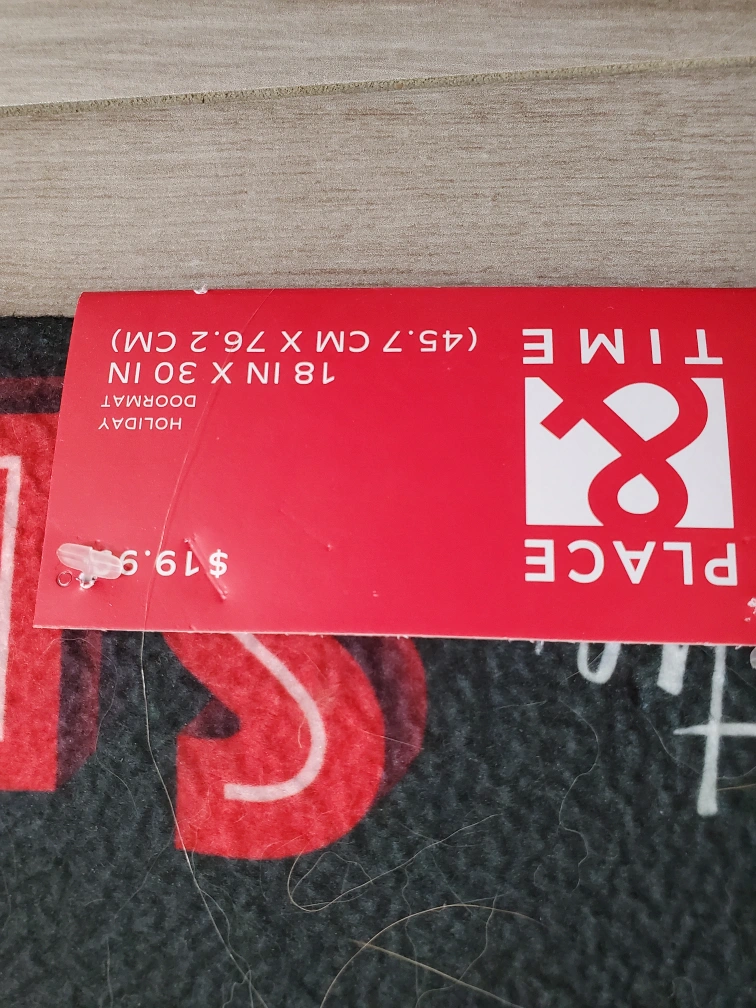 PLACE
&
TIME
$19.9
HOLIDAY
DOORMAT
18 IN X 30 IN
(45.7 CM X 76.2 CM)